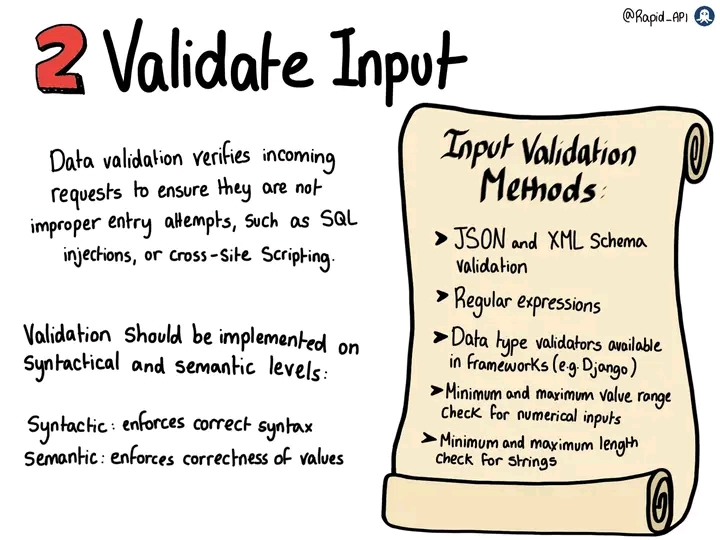 @Rapid_API
2 Validate Input
Data validation verifies incoming
requests to ensure they are not
improper entry attempts, such as SQL
injections, or cross-site Scripting.
Validation Should be implemented on
Syntactical and semantic levels:
Syntactic: enforces correct syntax
Semantic: enforces correctness of values
Input Validation
Methods:
➤ JSON and XML Schema
validation
➤ Regular expressions
➤ Data type validators available
in frameworks (e.g. Django)
➤ Minimum and maximum value range
check for numerical inputs
➤ Minimum and maximum length
check for strings